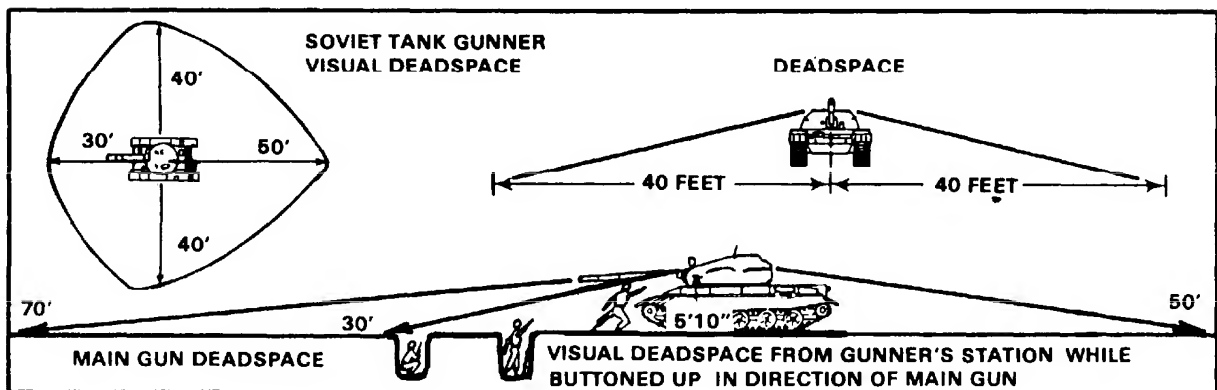 SOVIET TANK GUNNER
VISUAL DEADSPACE
DEADSPACE
40'
30'
50'
40'
40 FEET
40 FEET
70'
30'
5'10"
50'
MAIN GUN DEADSPACE
VISUAL DEADSPACE FROM GUNNER'S STATION WHILE
BUTTONED UP IN DIRECTION OF MAIN GUN